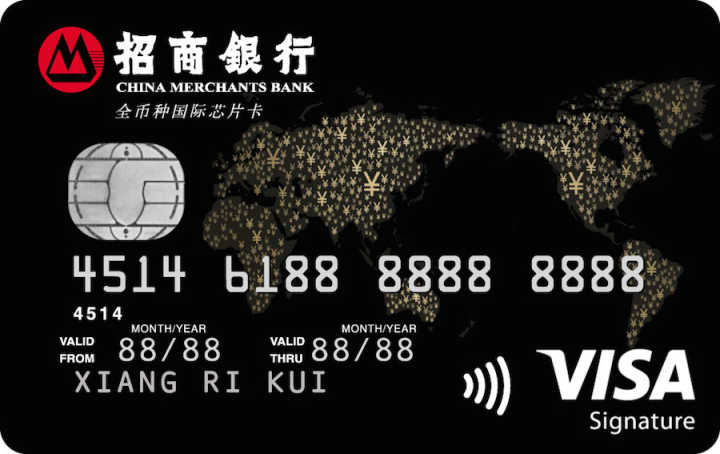 招商銀行
CHINA MERCHANTS BANK
全币种国际芯片卡
4514 6188 8888 8888
4514
MONTH/YEAR MONTH/YEAR
VALID FROM 88/88 VALID THRU 88/88
XIANG RI KUI
VISA
Signature